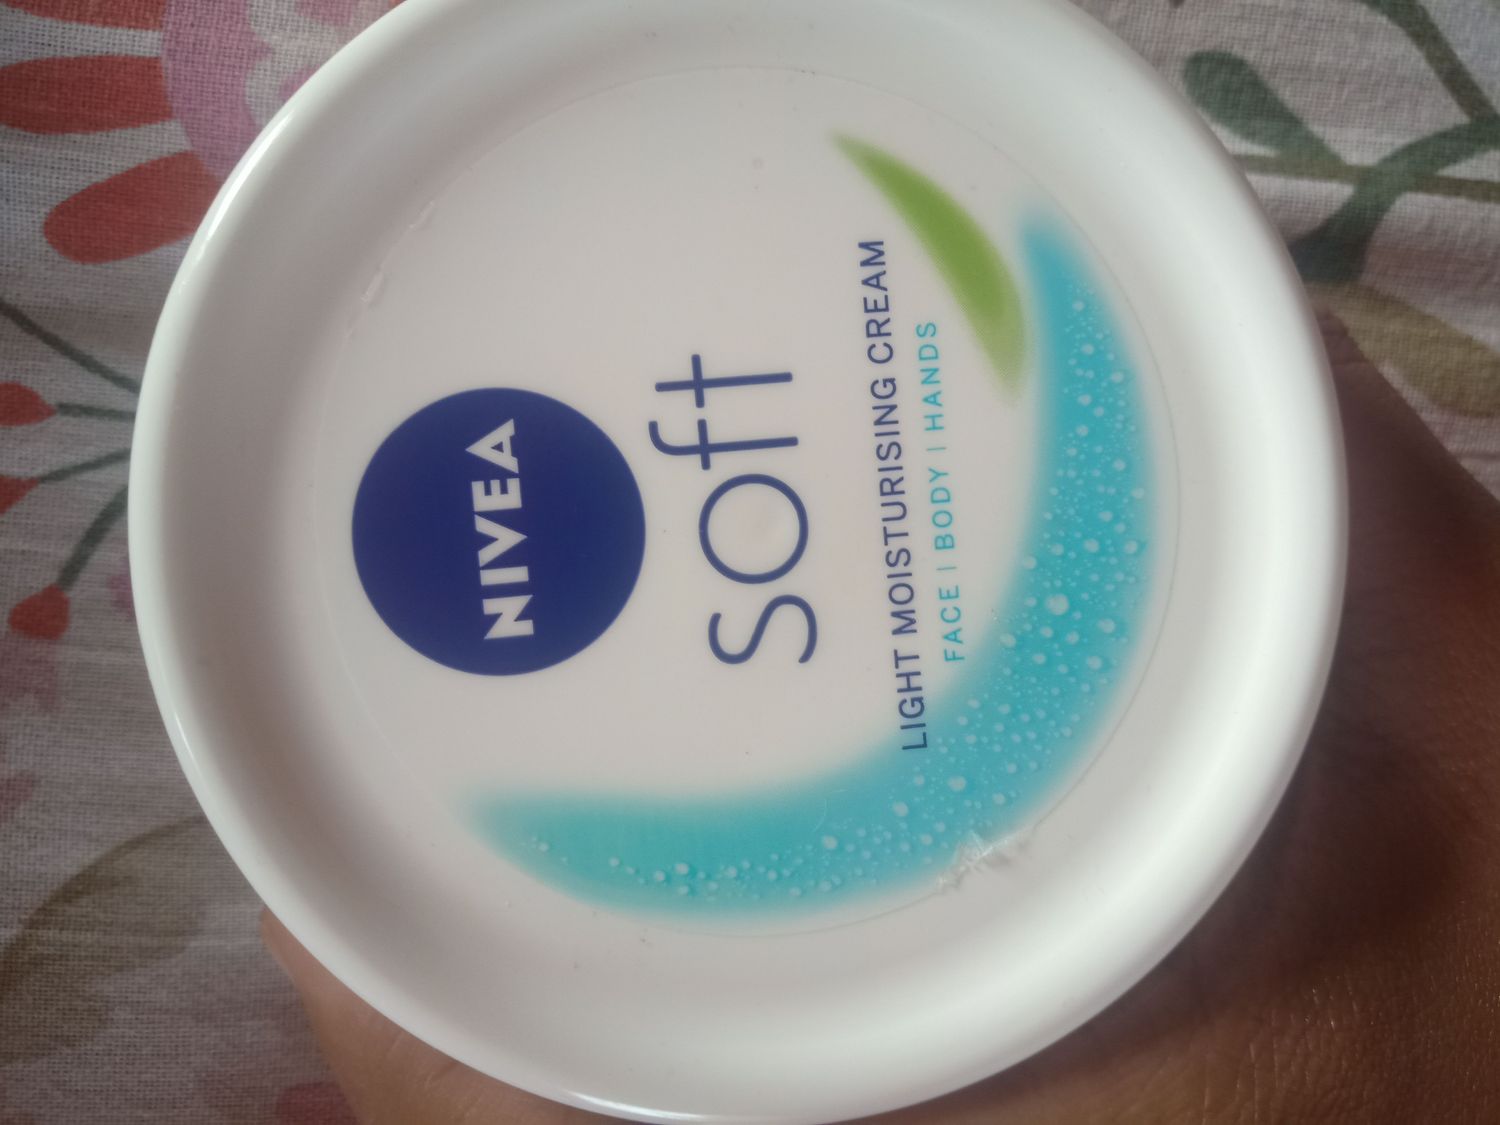 NIVEA
soft
LIGHT MOISTURISING CREAM
FACE | BODY | HANDS